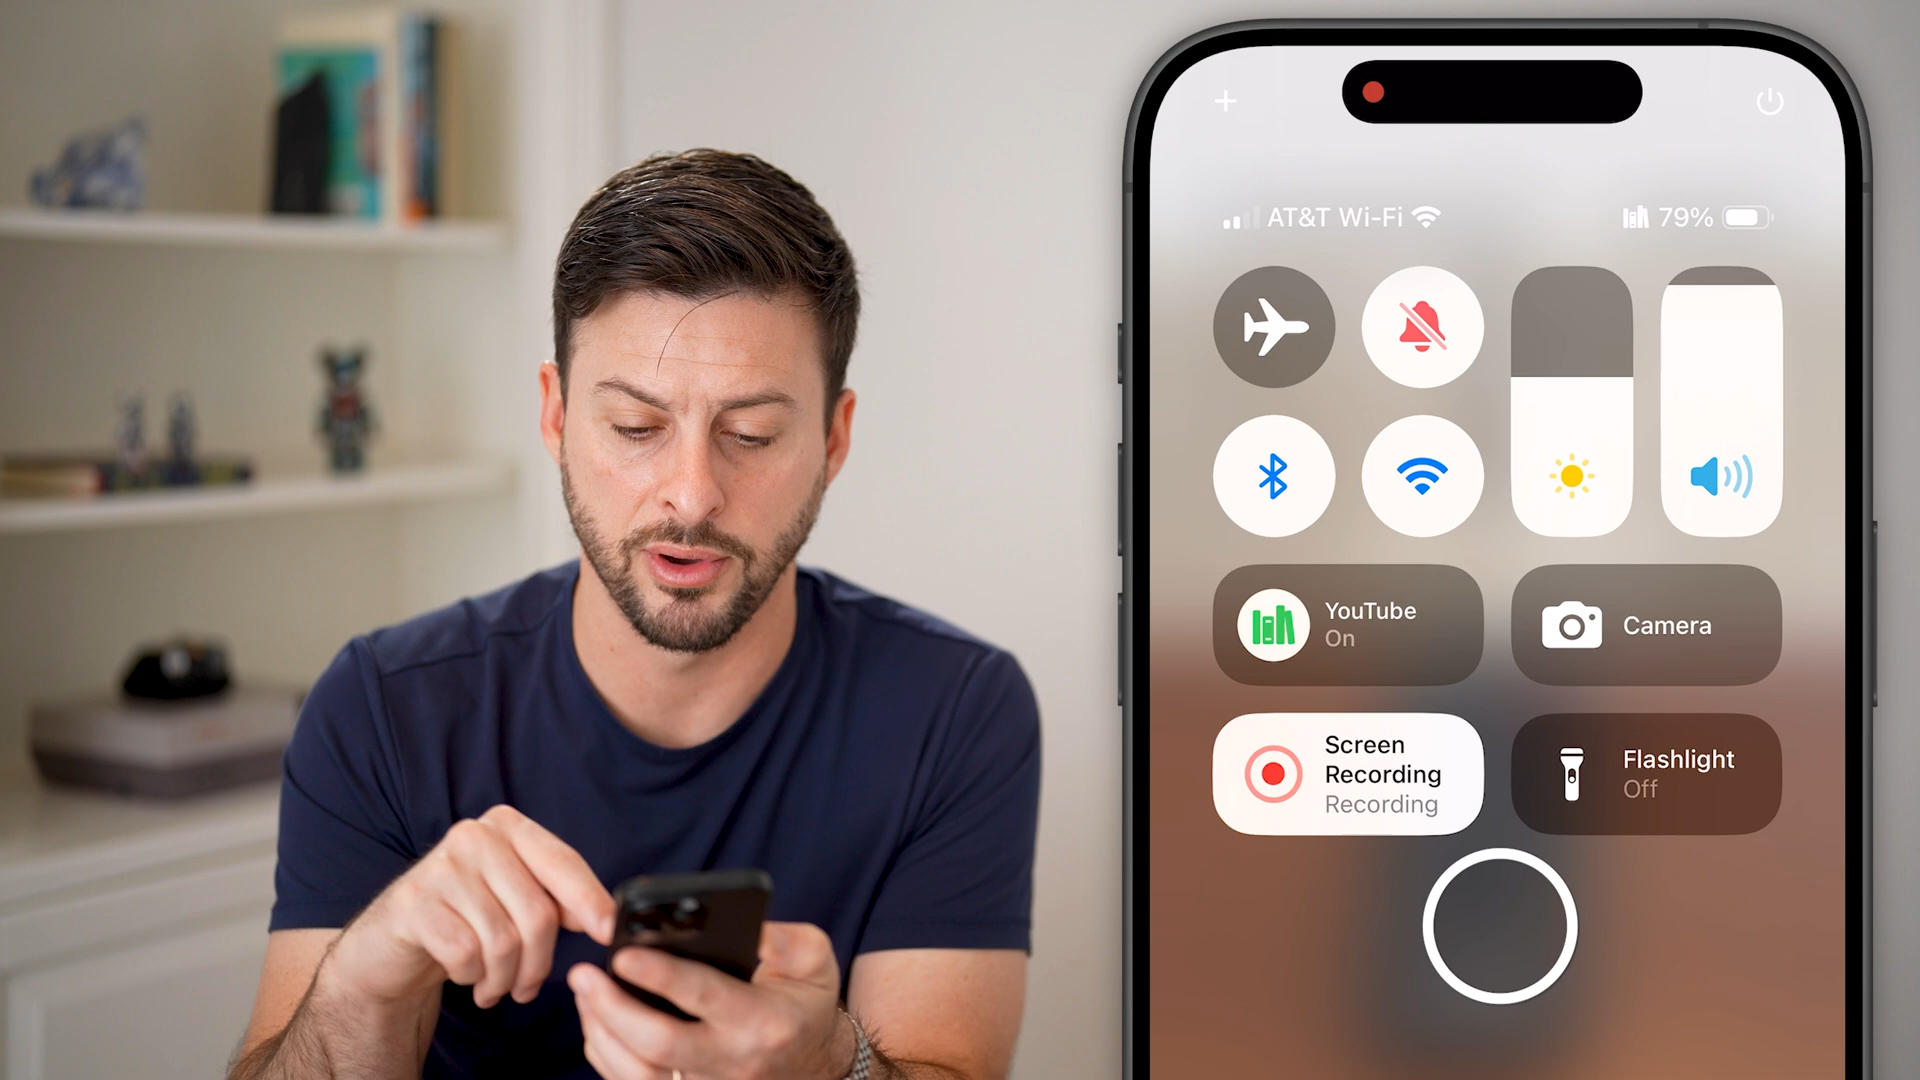 AT&T Wi-Fi 79%
YouTube
On
Camera
Screen
Recording
Recording
Flashlight
Off